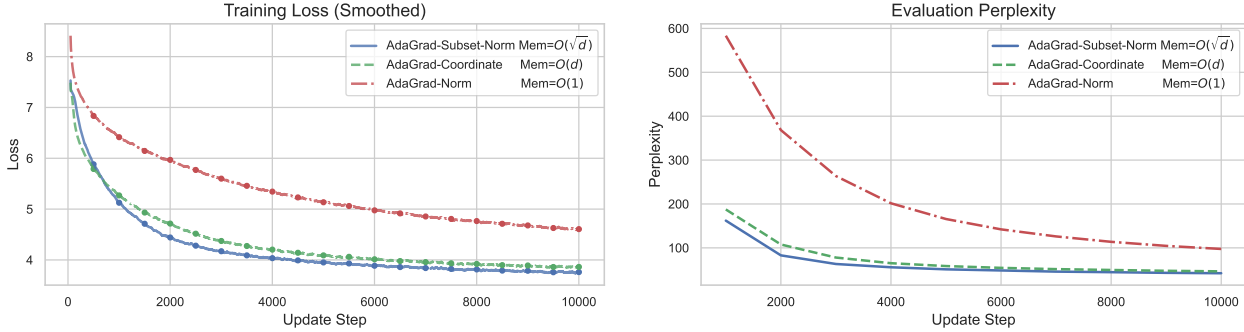 Training Loss (Smoothed)
AdaGrad-Subset-Norm Mem=O(√d)
AdaGrad-Coordinate Mem=O(d)
AdaGrad-Norm Mem=O(1)
8
7
6
5
4
Loss
0 2000 4000 6000 8000 10000
Update Step
Evaluation Perplexity
AdaGrad-Subset-Norm Mem=O(√d)
AdaGrad-Coordinate Mem=O(d)
AdaGrad-Norm Mem=O(1)
600
500
400
300
200
100
Perplexity
2000 4000 6000 8000 10000
Update Step